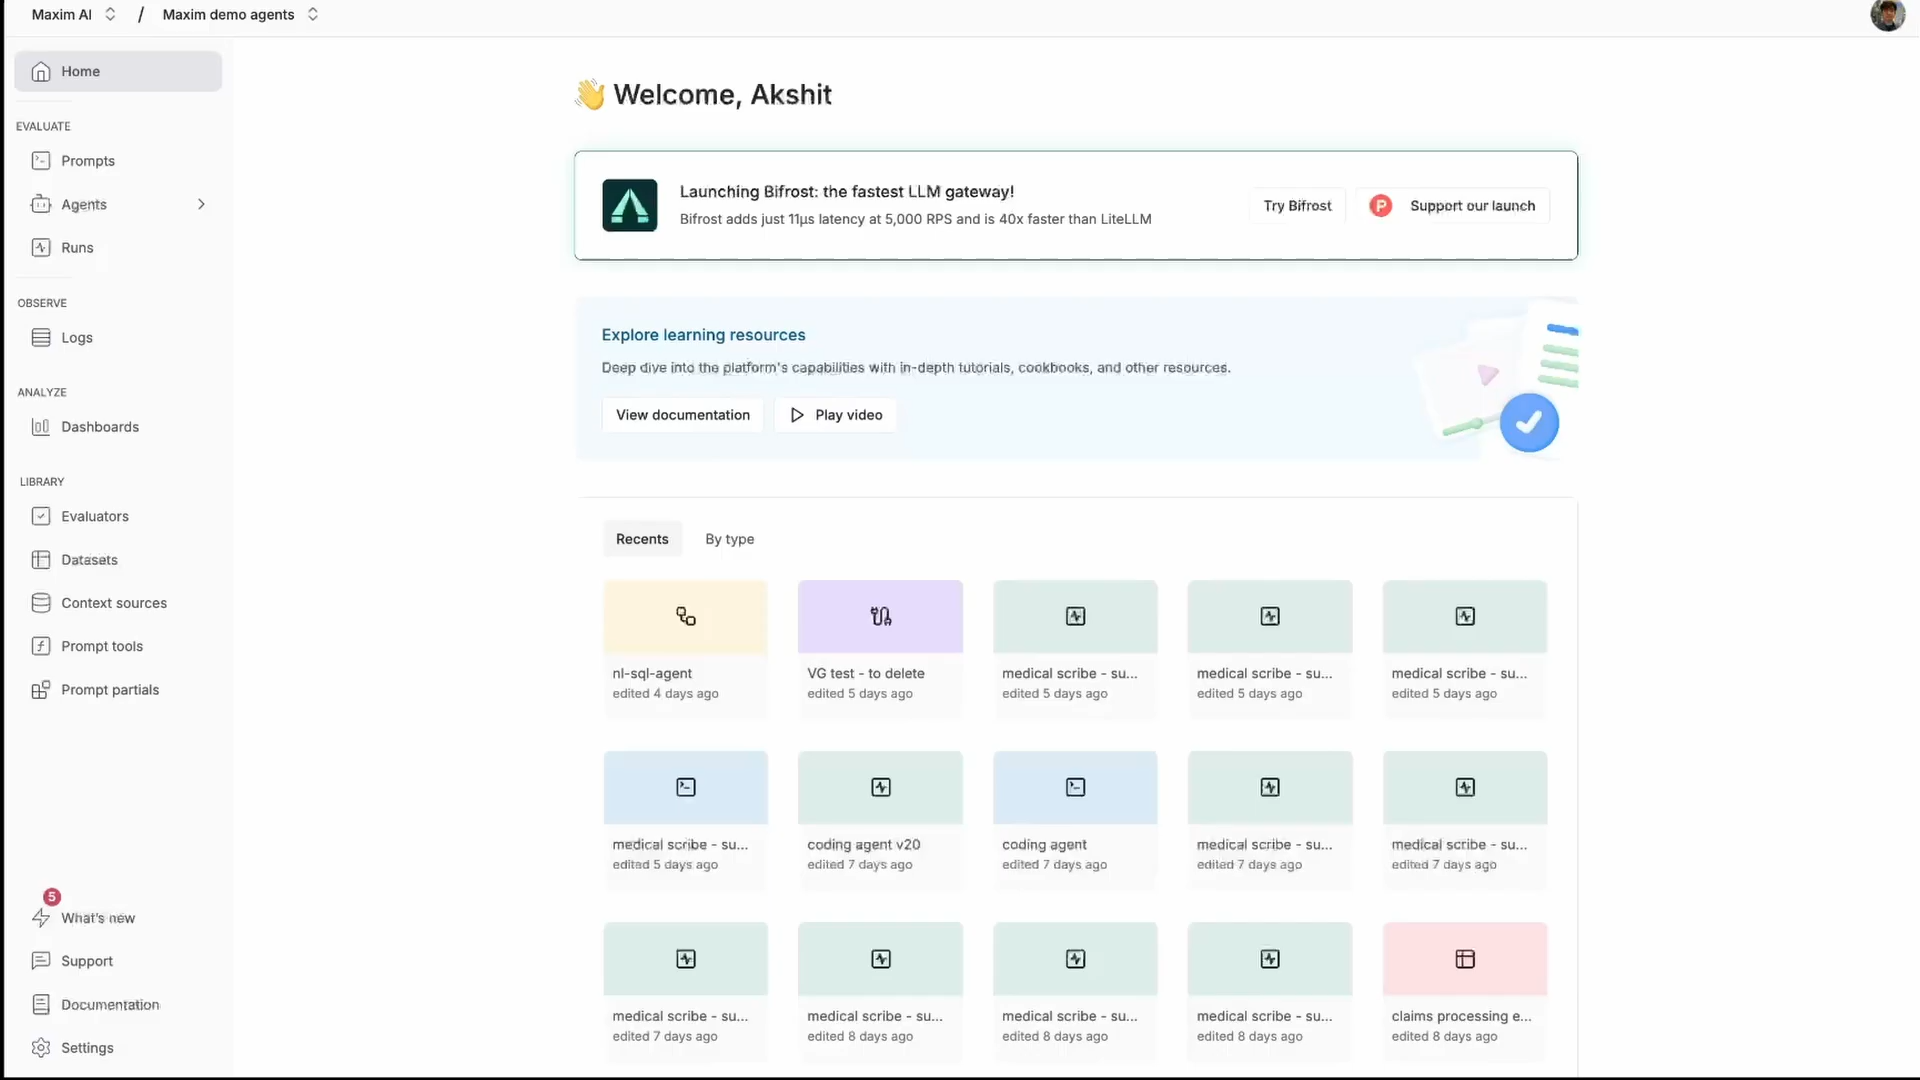 Maxim AI / Maxim demo agents
Home
EVALUATE
Prompts
Agents
Runs
OBSERVE
Logs
ANALYZE
Dashboards
LIBRARY
Evaluators
Datasets
Context sources
Prompt tools
Prompt partials
5
What's new
Support
Documentation
Settings
Welcome, Akshit
Launching Bifrost: the fastest LLM gateway!
Bifrost adds just 11µs latency at 5,000 RPS and is 40x faster than LiteLLM
Try Bifrost
P Support our launch
Explore learning resources
Deep dive into the platform's capabilities with in-depth tutorials, cookbooks, and other resources.
View documentation
Play video
Recents
By type
nl-sql-agent
edited 4 days ago
VG test - to delete
edited 5 days ago
medical scribe - su...
edited 5 days ago
medical scribe - su...
edited 5 days ago
medical scribe - su...
edited 5 days ago
medical scribe - su...
edited 5 days ago
coding agent v20
edited 7 days ago
coding agent
edited 7 days ago
medical scribe - su...
edited 7 days ago
medical scribe - su...
edited 7 days ago
medical scribe - su...
edited 7 days ago
medical scribe - su...
edited 8 days ago
medical scribe - su...
edited 8 days ago
medical scribe - su...
edited 8 days ago
claims processing e...
edited 8 days ago